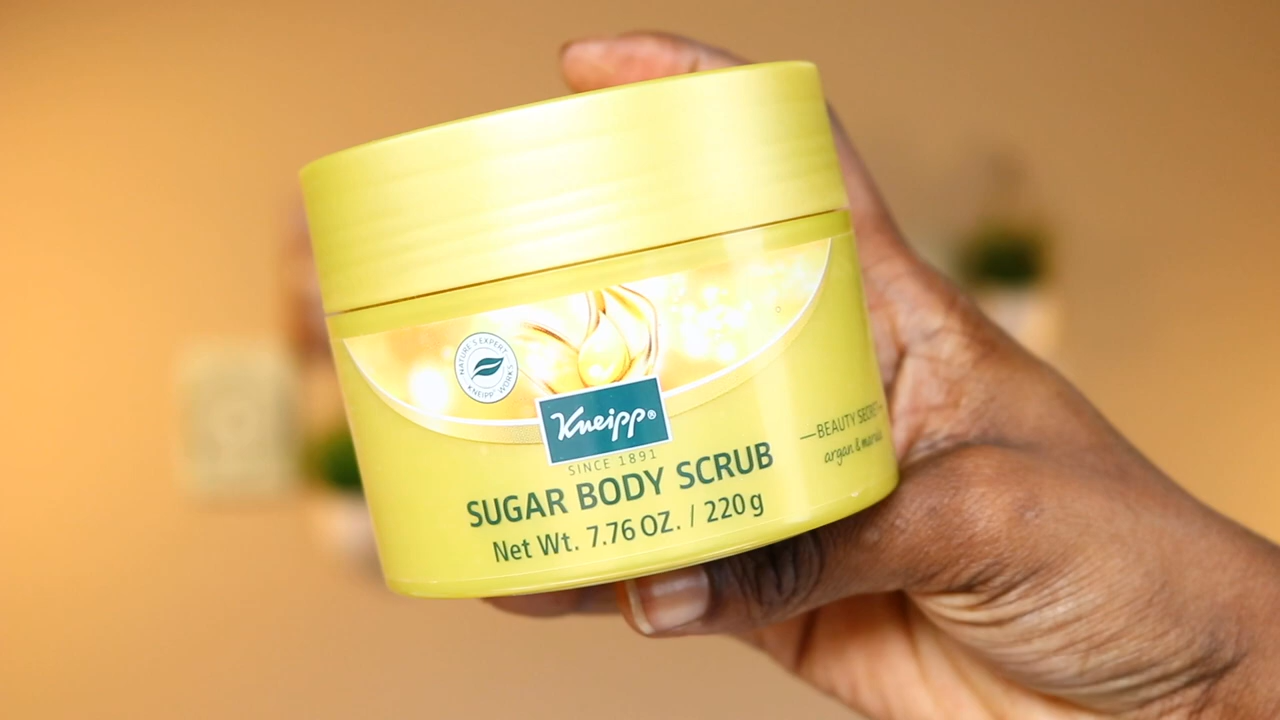 NATURE'S EXPERT
KNEIPP® WORKS
Kneipp®
SINCE 1891
SUGAR BODY SCRUB
Net Wt. 7.76 OZ. / 220 g
—BEAUTY SECRET—
argan &